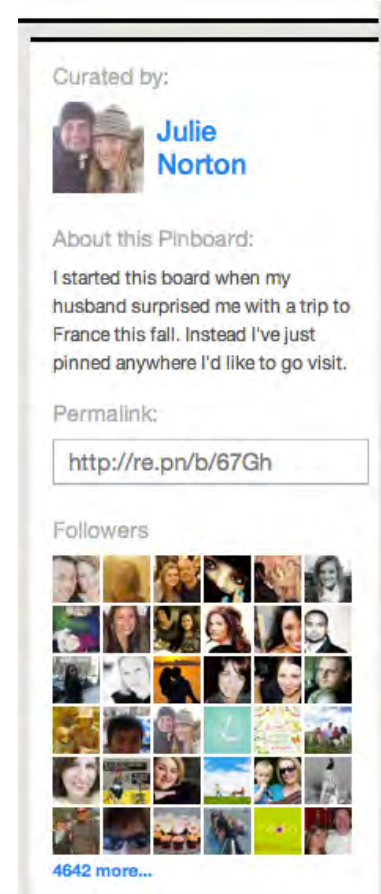 Curated by:
Julie
Norton
About this Pinboard:
I started this board when my
husband surprised me with a trip to
France this fall. Instead I've just
pinned anywhere I'd like to go visit.
Permalink:
http://re.pn/b/67Gh
Followers
L
4642 more...